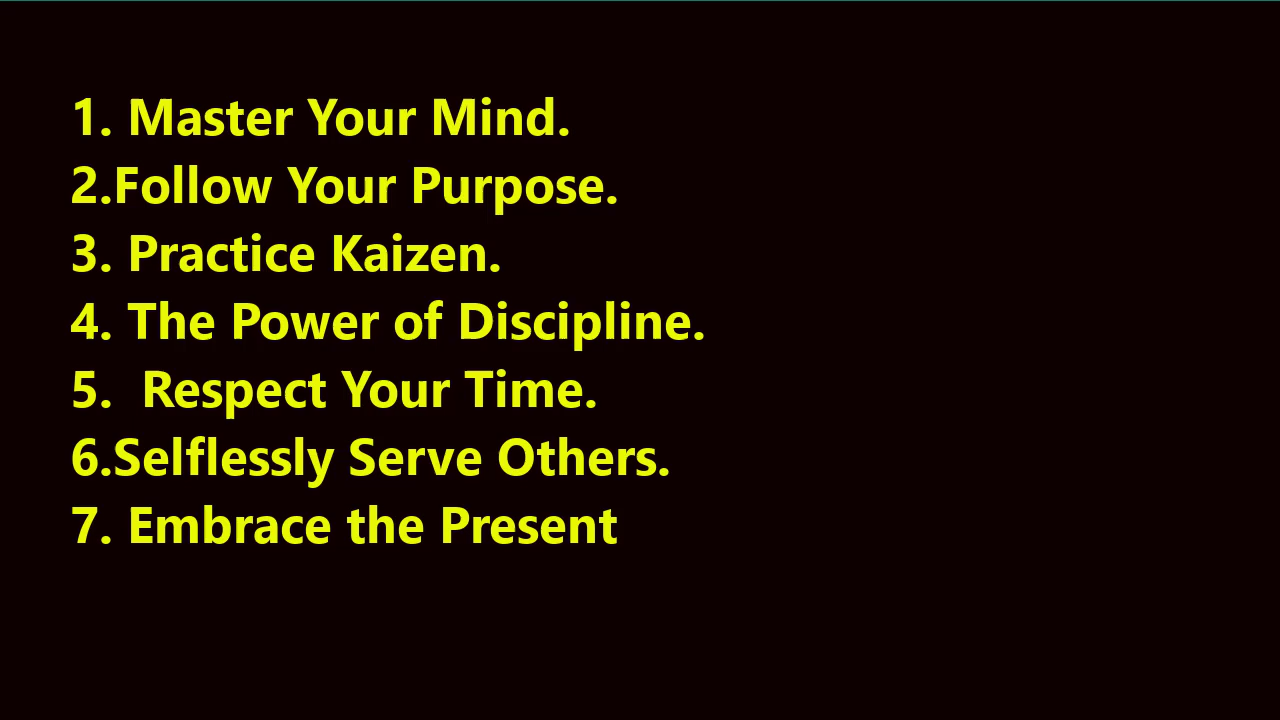 1. Master Your Mind.
2.Follow Your Purpose.
3. Practice Kaizen.
4. The Power of Discipline.
5.  Respect Your Time.
6.Selflessly Serve Others.
7. Embrace the Present